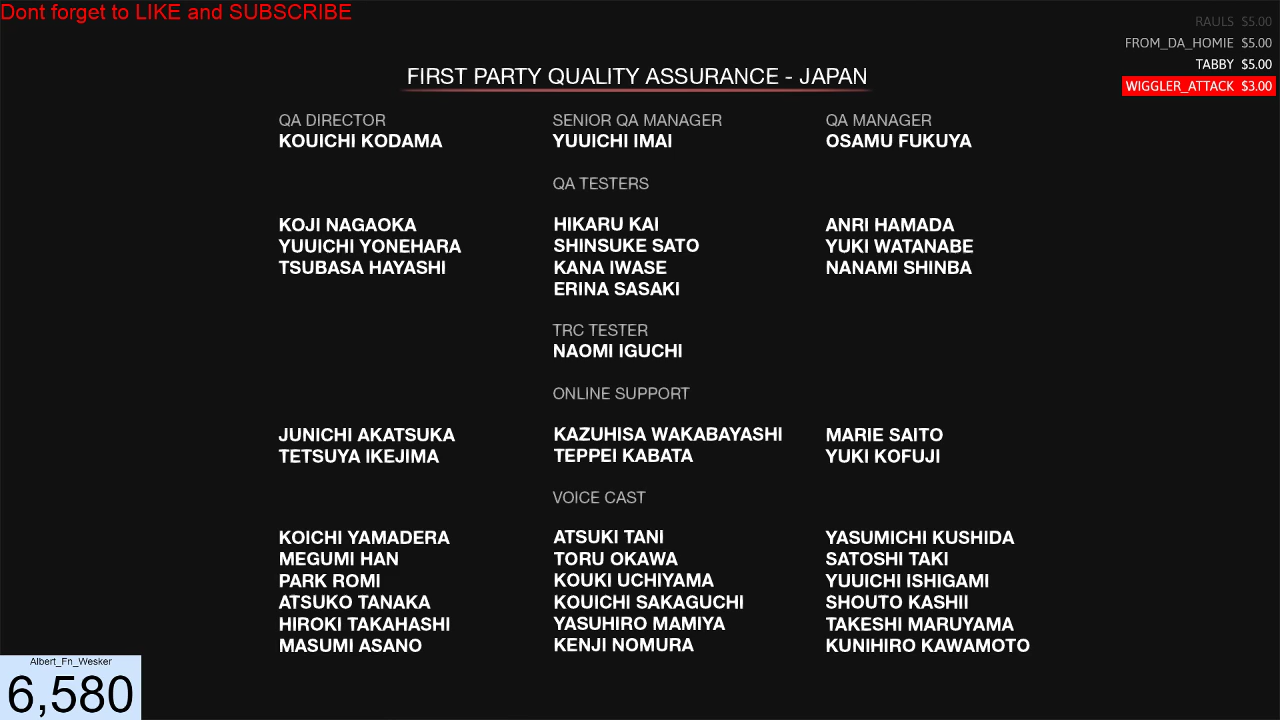 Dont forget to LIKE and SUBSCRIBE
RAULS $5.00
FROM_DA_HOMIE $5.00
TABBY $5.00
WIGGLER_ATTACK $3.00
FIRST PARTY QUALITY ASSURANCE - JAPAN
QA DIRECTOR SENIOR QA MANAGER QA MANAGER
KOUICHI KODAMA YUUICHI IMAI OSAMU FUKUYA
QA TESTERS
KOJI NAGAOKA HIKARU KAI ANRI HAMADA
YUUICHI YONEHARA SHINSUKE SATO YUKI WATANABE
TSUBASA HAYASHI KANA IWASE NANAMI SHINBA
ERINA SASAKI
TRC TESTER
NAOMI IGUCHI
ONLINE SUPPORT
JUNICHI AKATSUKA KAZUHISA WAKABAYASHI MARIE SAITO
TETSUYA IKEJIMA TEPPEI KABATA YUKI KOFUJI
VOICE CAST
KOICHI YAMADERA ATSUKI TANI YASUMICHI KUSHIDA
MEGUMI HAN TORU OKAWA SATOSHI TAKI
PARK ROMI KOUKI UCHIYAMA YUUICHI ISHIGAMI
ATSUKO TANAKA KOUICHI SAKAGUCHI SHOUTO KASHII
HIROKI TAKAHASHI YASUHIRO MAMIYA TAKESHI MARUYAMA
MASUMI ASANO KENJI NOMURA KUNIHIRO KAWAMOTO
Albert_Fn_Wesker
6,580